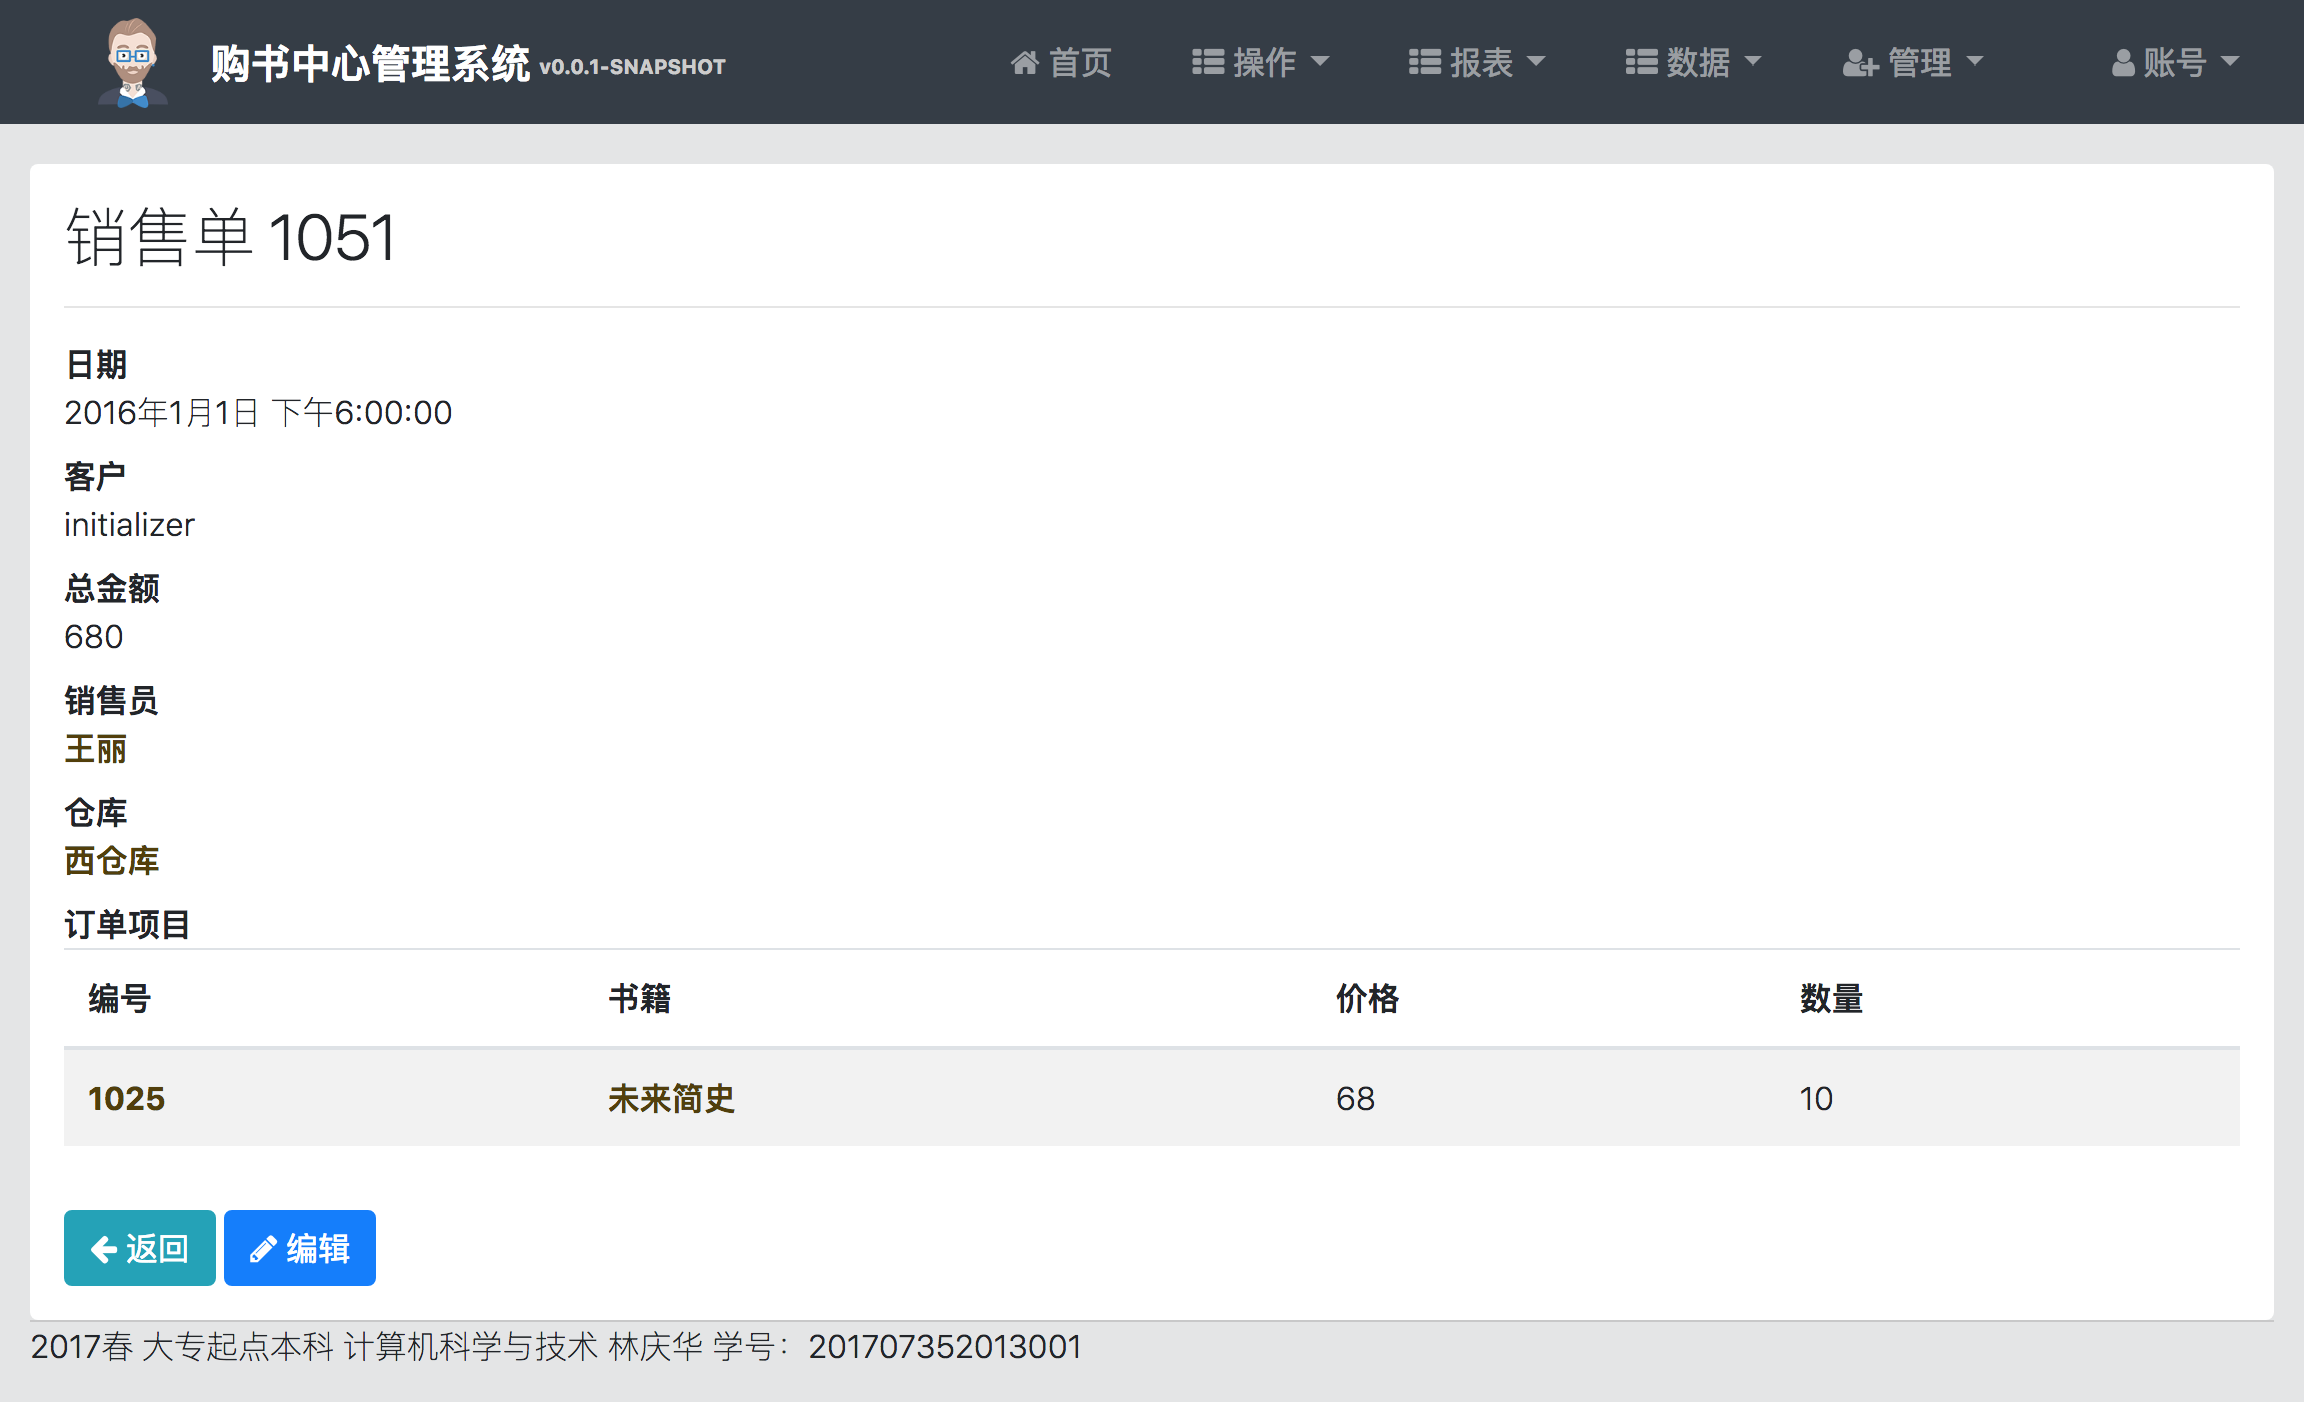 购书中心管理系统 v0.0.1-SNAPSHOT 首页 操作 报表 数据 管理 账号
销售单 1051
日期
2016年1月1日 下午6:00:00
客户
initializer
总金额
680
销售员
王丽
仓库
西仓库
订单项目
编号 书籍 价格 数量
1025 未来简史 68 10
返回 编辑
2017春 大专起点本科 计算机科学与技术 林庆华 学号：201707352013001